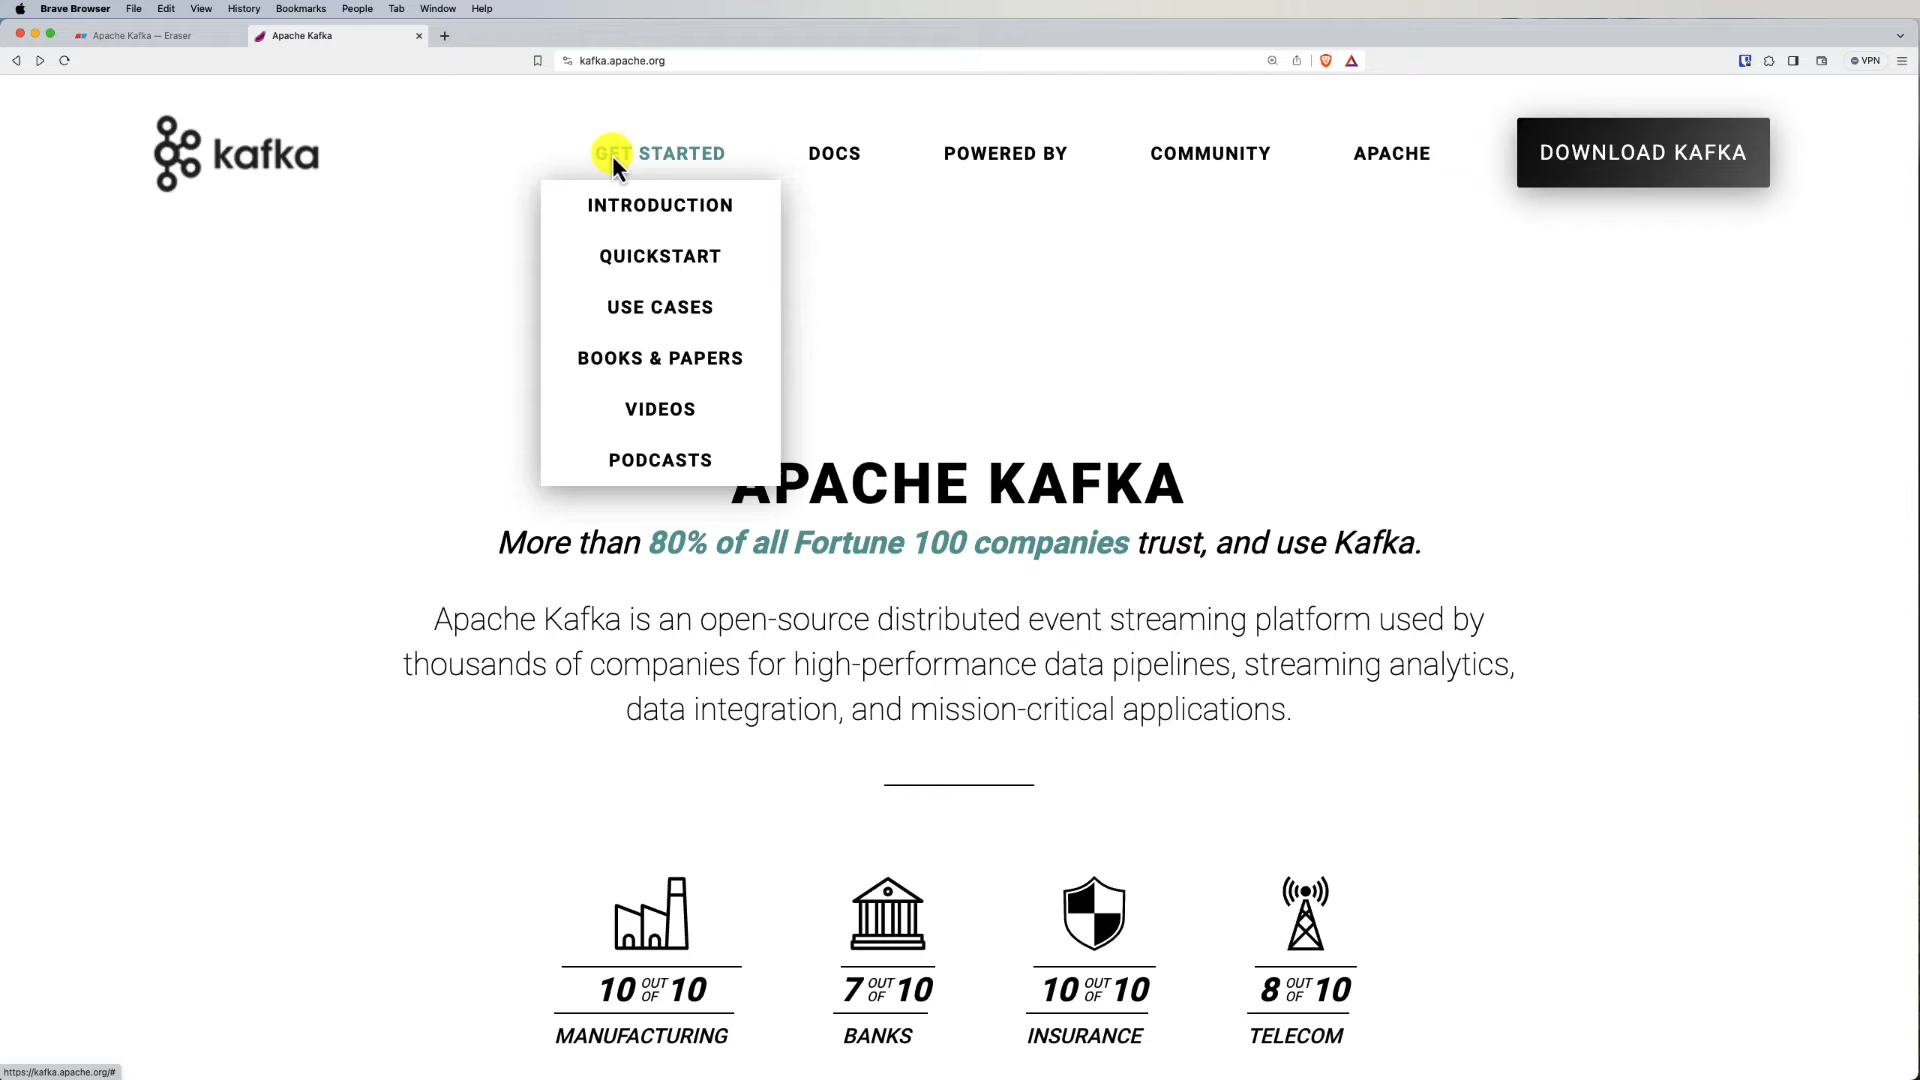 Brave Browser File Edit View History Bookmarks People Tab Window Help
Apache Kafka — Eraser
Apache Kafka
kafka.apache.org
VPN
kafka
GET STARTED
DOCS
POWERED BY
COMMUNITY
APACHE
DOWNLOAD KAFKA
INTRODUCTION
QUICKSTART
USE CASES
BOOKS & PAPERS
VIDEOS
PODCASTS
APACHE KAFKA
More than 80% of all Fortune 100 companies trust, and use Kafka.
Apache Kafka is an open-source distributed event streaming platform used by
thousands of companies for high-performance data pipelines, streaming analytics,
data integration, and mission-critical applications.
10 OUT OF 10
7 OUT OF 10
10 OUT OF 10
8 OUT OF 10
MANUFACTURING
BANKS
INSURANCE
TELECOM
https://kafka.apache.org/#